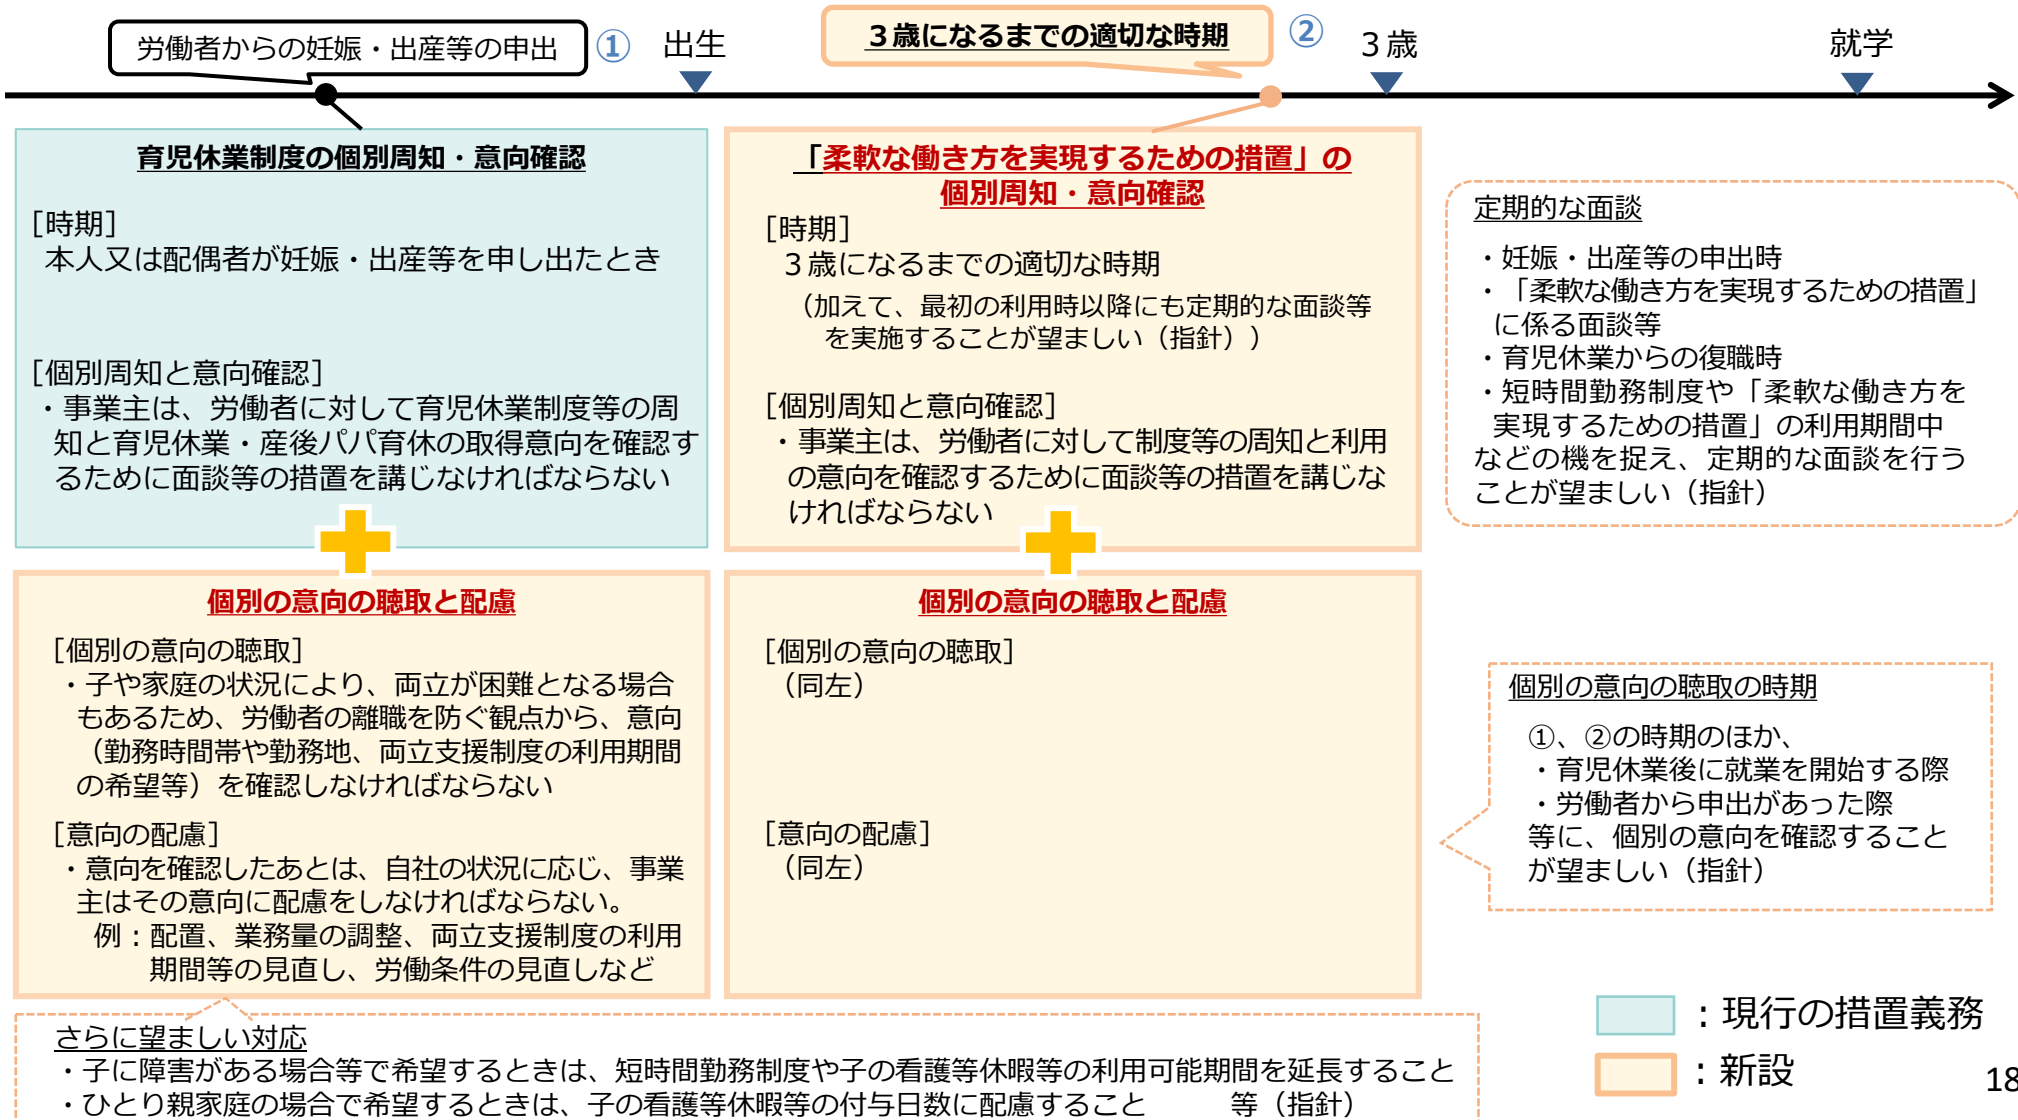 労働者からの妊娠・出産等の申出
①
出生
３歳になるまでの適切な時期
②
３歳
就学
育児休業制度の個別周知・意向確認
［時期］
本人又は配偶者が妊娠・出産等を申し出たとき
［個別周知と意向確認］
・事業主は、労働者に対して育児休業制度等の周
知と育児休業・産後パパ育休の取得意向を確認す
るために面談等の措置を講じなければならない
「柔軟な働き方を実現するための措置」の
個別周知・意向確認
［時期］
３歳になるまでの適切な時期
（加えて、最初の利用時以降にも定期的な面談等
を実施することが望ましい（指針））
［個別周知と意向確認］
・事業主は、労働者に対して制度等の周知と利用
の意向を確認するために面談等の措置を講じな
ければならない
定期的な面談
・妊娠・出産等の申出時
・「柔軟な働き方を実現するための措置」
に係る面談等
・育児休業からの復職時
・短時間勤務制度や「柔軟な働き方を
実現するための措置」の利用期間中
などの機を捉え、定期的な面談を行う
ことが望ましい（指針）
個別の意向の聴取と配慮
［個別の意向の聴取］
・子や家庭の状況により、両立が困難となる場合
もあるため、労働者の離職を防ぐ観点から、意向
（勤務時間帯や勤務地、両立支援制度の利用期間
の希望等）を確認しなければならない
［意向の配慮］
・意向を確認したあとは、自社の状況に応じ、事業
主はその意向に配慮をしなければならない。
例：配置、業務量の調整、両立支援制度の利用
期間等の見直し、労働条件の見直しなど
個別の意向の聴取と配慮
［個別の意向の聴取］
（同左）
［意向の配慮］
（同左）
個別の意向の聴取の時期
①、②の時期のほか、
・育児休業後に就業を開始する際
・労働者から申出があった際
等に、個別の意向を確認すること
が望ましい（指針）
さらに望ましい対応
・子に障害がある場合等で希望するときは、短時間勤務制度や子の看護等休暇等の利用可能期間を延長すること
・ひとり親家庭の場合で希望するときは、子の看護等休暇等の付与日数に配慮すること　　　等（指針）
：現行の措置義務
：新設
18